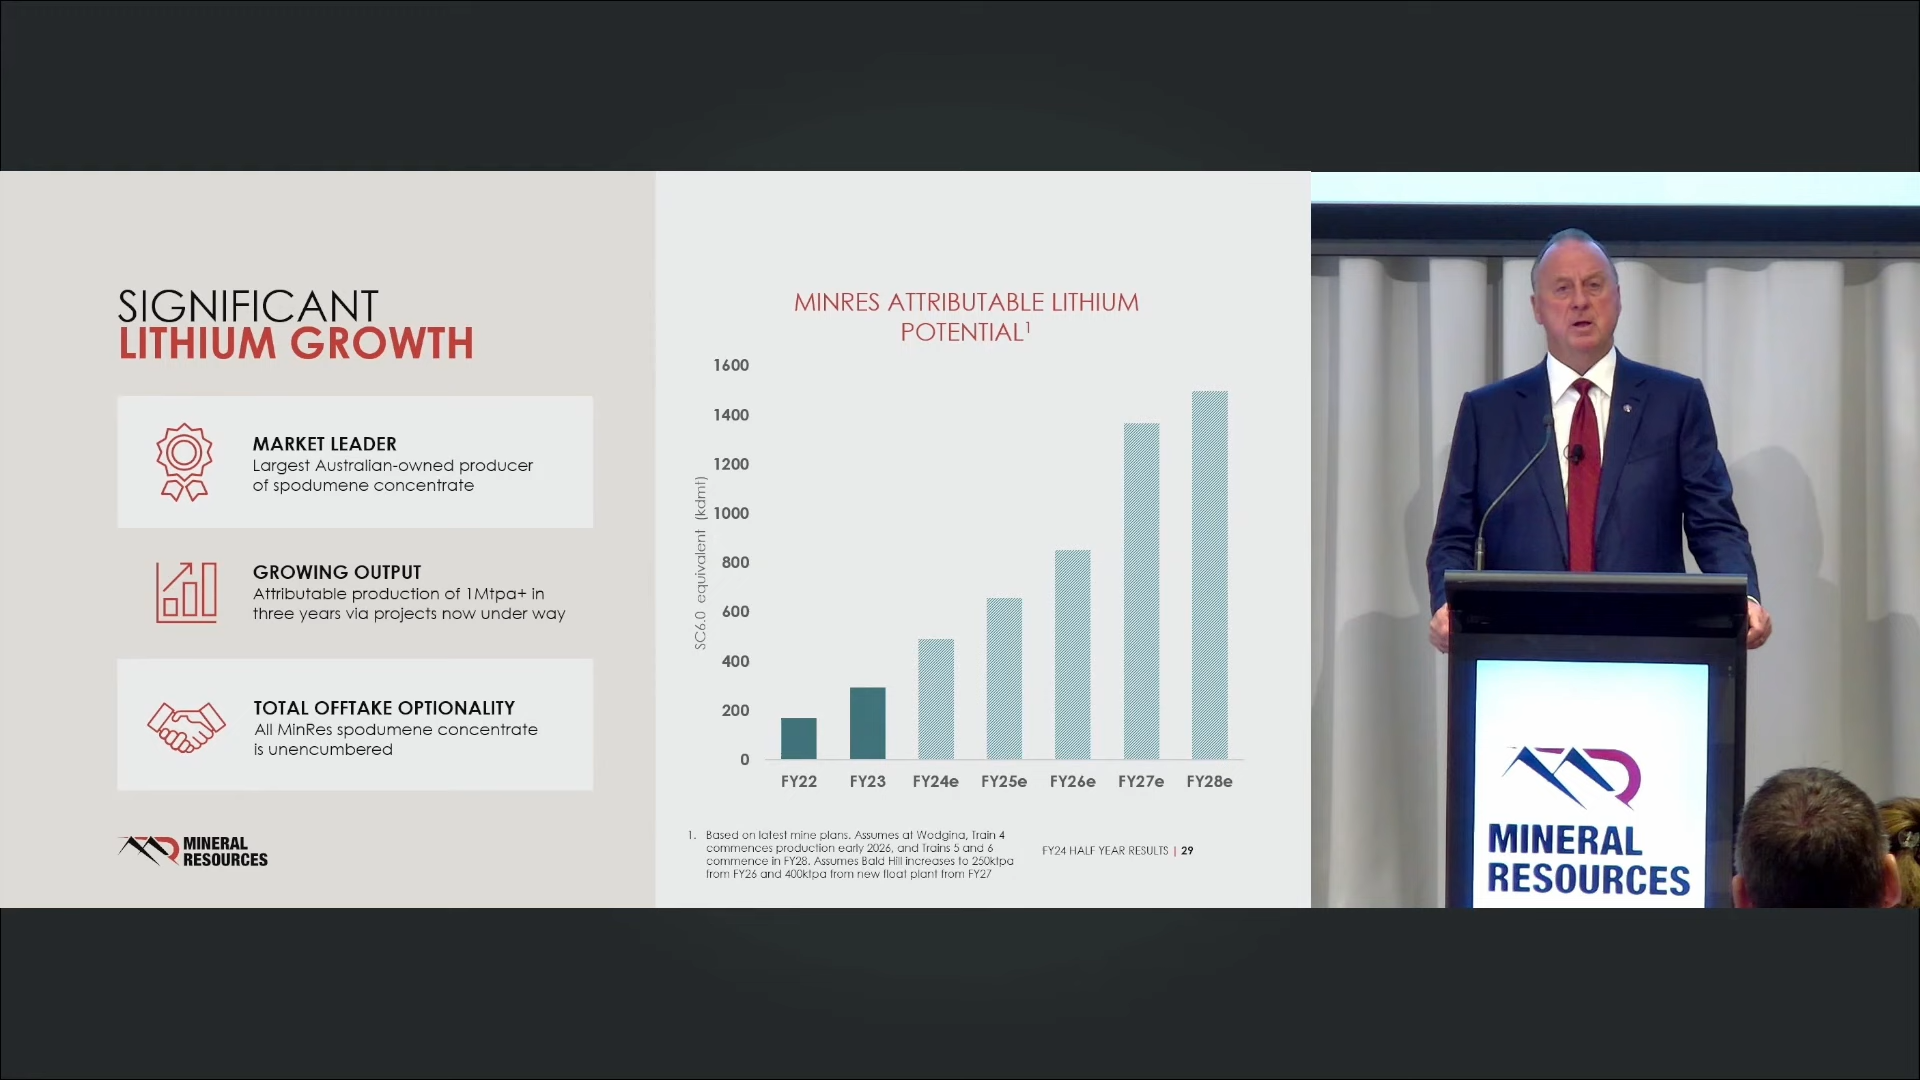 SIGNIFICANT
LITHIUM GROWTH
MARKET LEADER
Largest Australian-owned producer
of spodumene concentrate
GROWING OUTPUT
Attributable production of 1Mtpa+ in
three years via projects now under way
TOTAL OFFTAKE OPTIONALITY
All MinRes spodumene concentrate
is unencumbered
MINERAL
RESOURCES
MINRES ATTRIBUTABLE LITHIUM
POTENTIAL1
SC6.0 equivalent (kdmt)
1600
1400
1200
1000
800
600
400
200
0
FY22 FY23 FY24e FY25e FY26e FY27e FY28e
1. Based on latest mine plans. Assumes at Wodgina, Train 4
commences production early 2026, and Trains 5 and 6
commence in FY28. Assumes Bald Hill increases to 250ktpa
from FY26 and 400ktpa from new float plant from FY27
FY24 HALF YEAR RESULTS | 29
MINERAL
RESOURCES